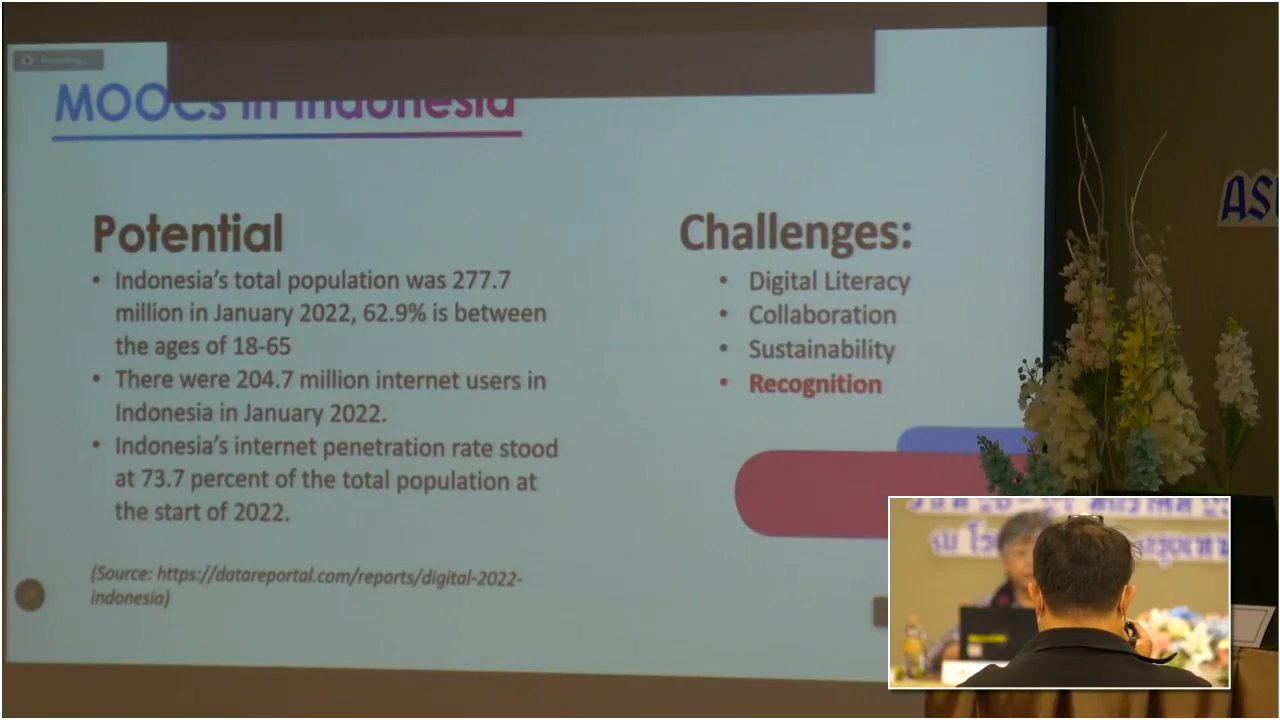 Recording...
MOOCs in Indonesia
Potential
• Indonesia's total population was 277.7
million in January 2022, 62.9% is between
the ages of 18-65
• There were 204.7 million internet users in
Indonesia in January 2022.
• Indonesia's internet penetration rate stood
at 73.7 percent of the total population at
the start of 2022.
(Source: https://datareportal.com/reports/digital-2022-
indonesia)
Challenges:
• Digital Literacy
• Collaboration
• Sustainability
• Recognition